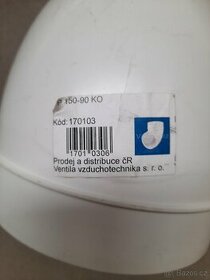 P 150-90 KO
Kód: 170103
1701 0306
Prodej a distribuce čR
Ventila vzduchotechnika s. r. o.